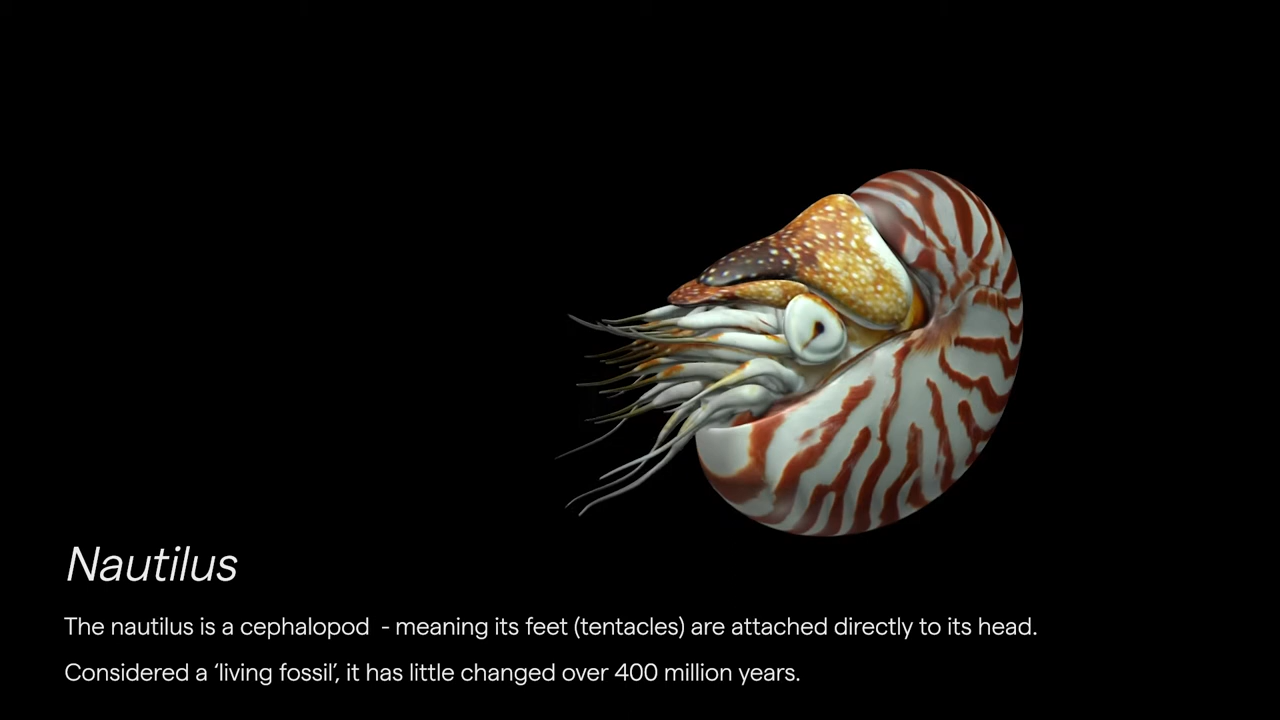 Nautilus
The nautilus is a cephalopod  - meaning its feet (tentacles) are attached directly to its head.
Considered a ‘living fossil’, it has little changed over 400 million years.